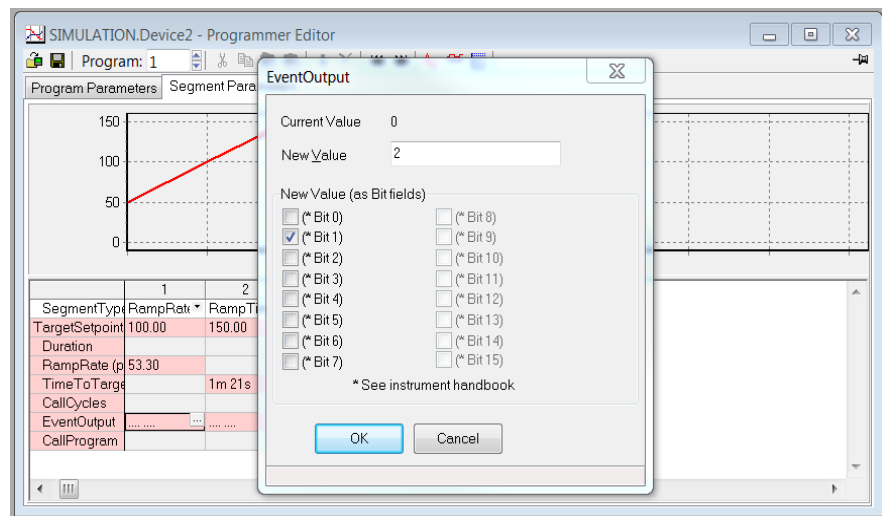 SIMULATION.Device2 - Programmer Editor
Program: 1
Program Parameters Segment Para
150
100
50
0
1 2
SegmentType RampRate RampTi
TargetSetpoint 100.00 150.00
Duration
RampRate (p 53.30
TimeToTarge 1m 21s
CallCycles
EventOutput .... .... ... .... ....
CallProgram
EventOutput
Current Value 0
New Value 2
New Value (as Bitfields)
(* Bit 0) (* Bit 8)
(* Bit 1) (* Bit 9)
(* Bit 2) (* Bit 10)
(* Bit 3) (* Bit 11)
(* Bit 4) (* Bit 12)
(* Bit 5) (* Bit 13)
(* Bit 6) (* Bit 14)
(* Bit 7) (* Bit 15)
* See instrument handbook
OK Cancel